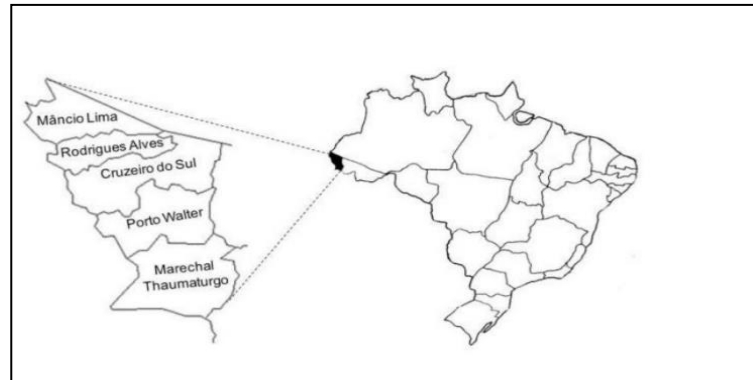 Mâncio Lima
Rodrigues Alves
Cruzeiro do Sul
Porto Walter
Marechal
Thaumaturgo